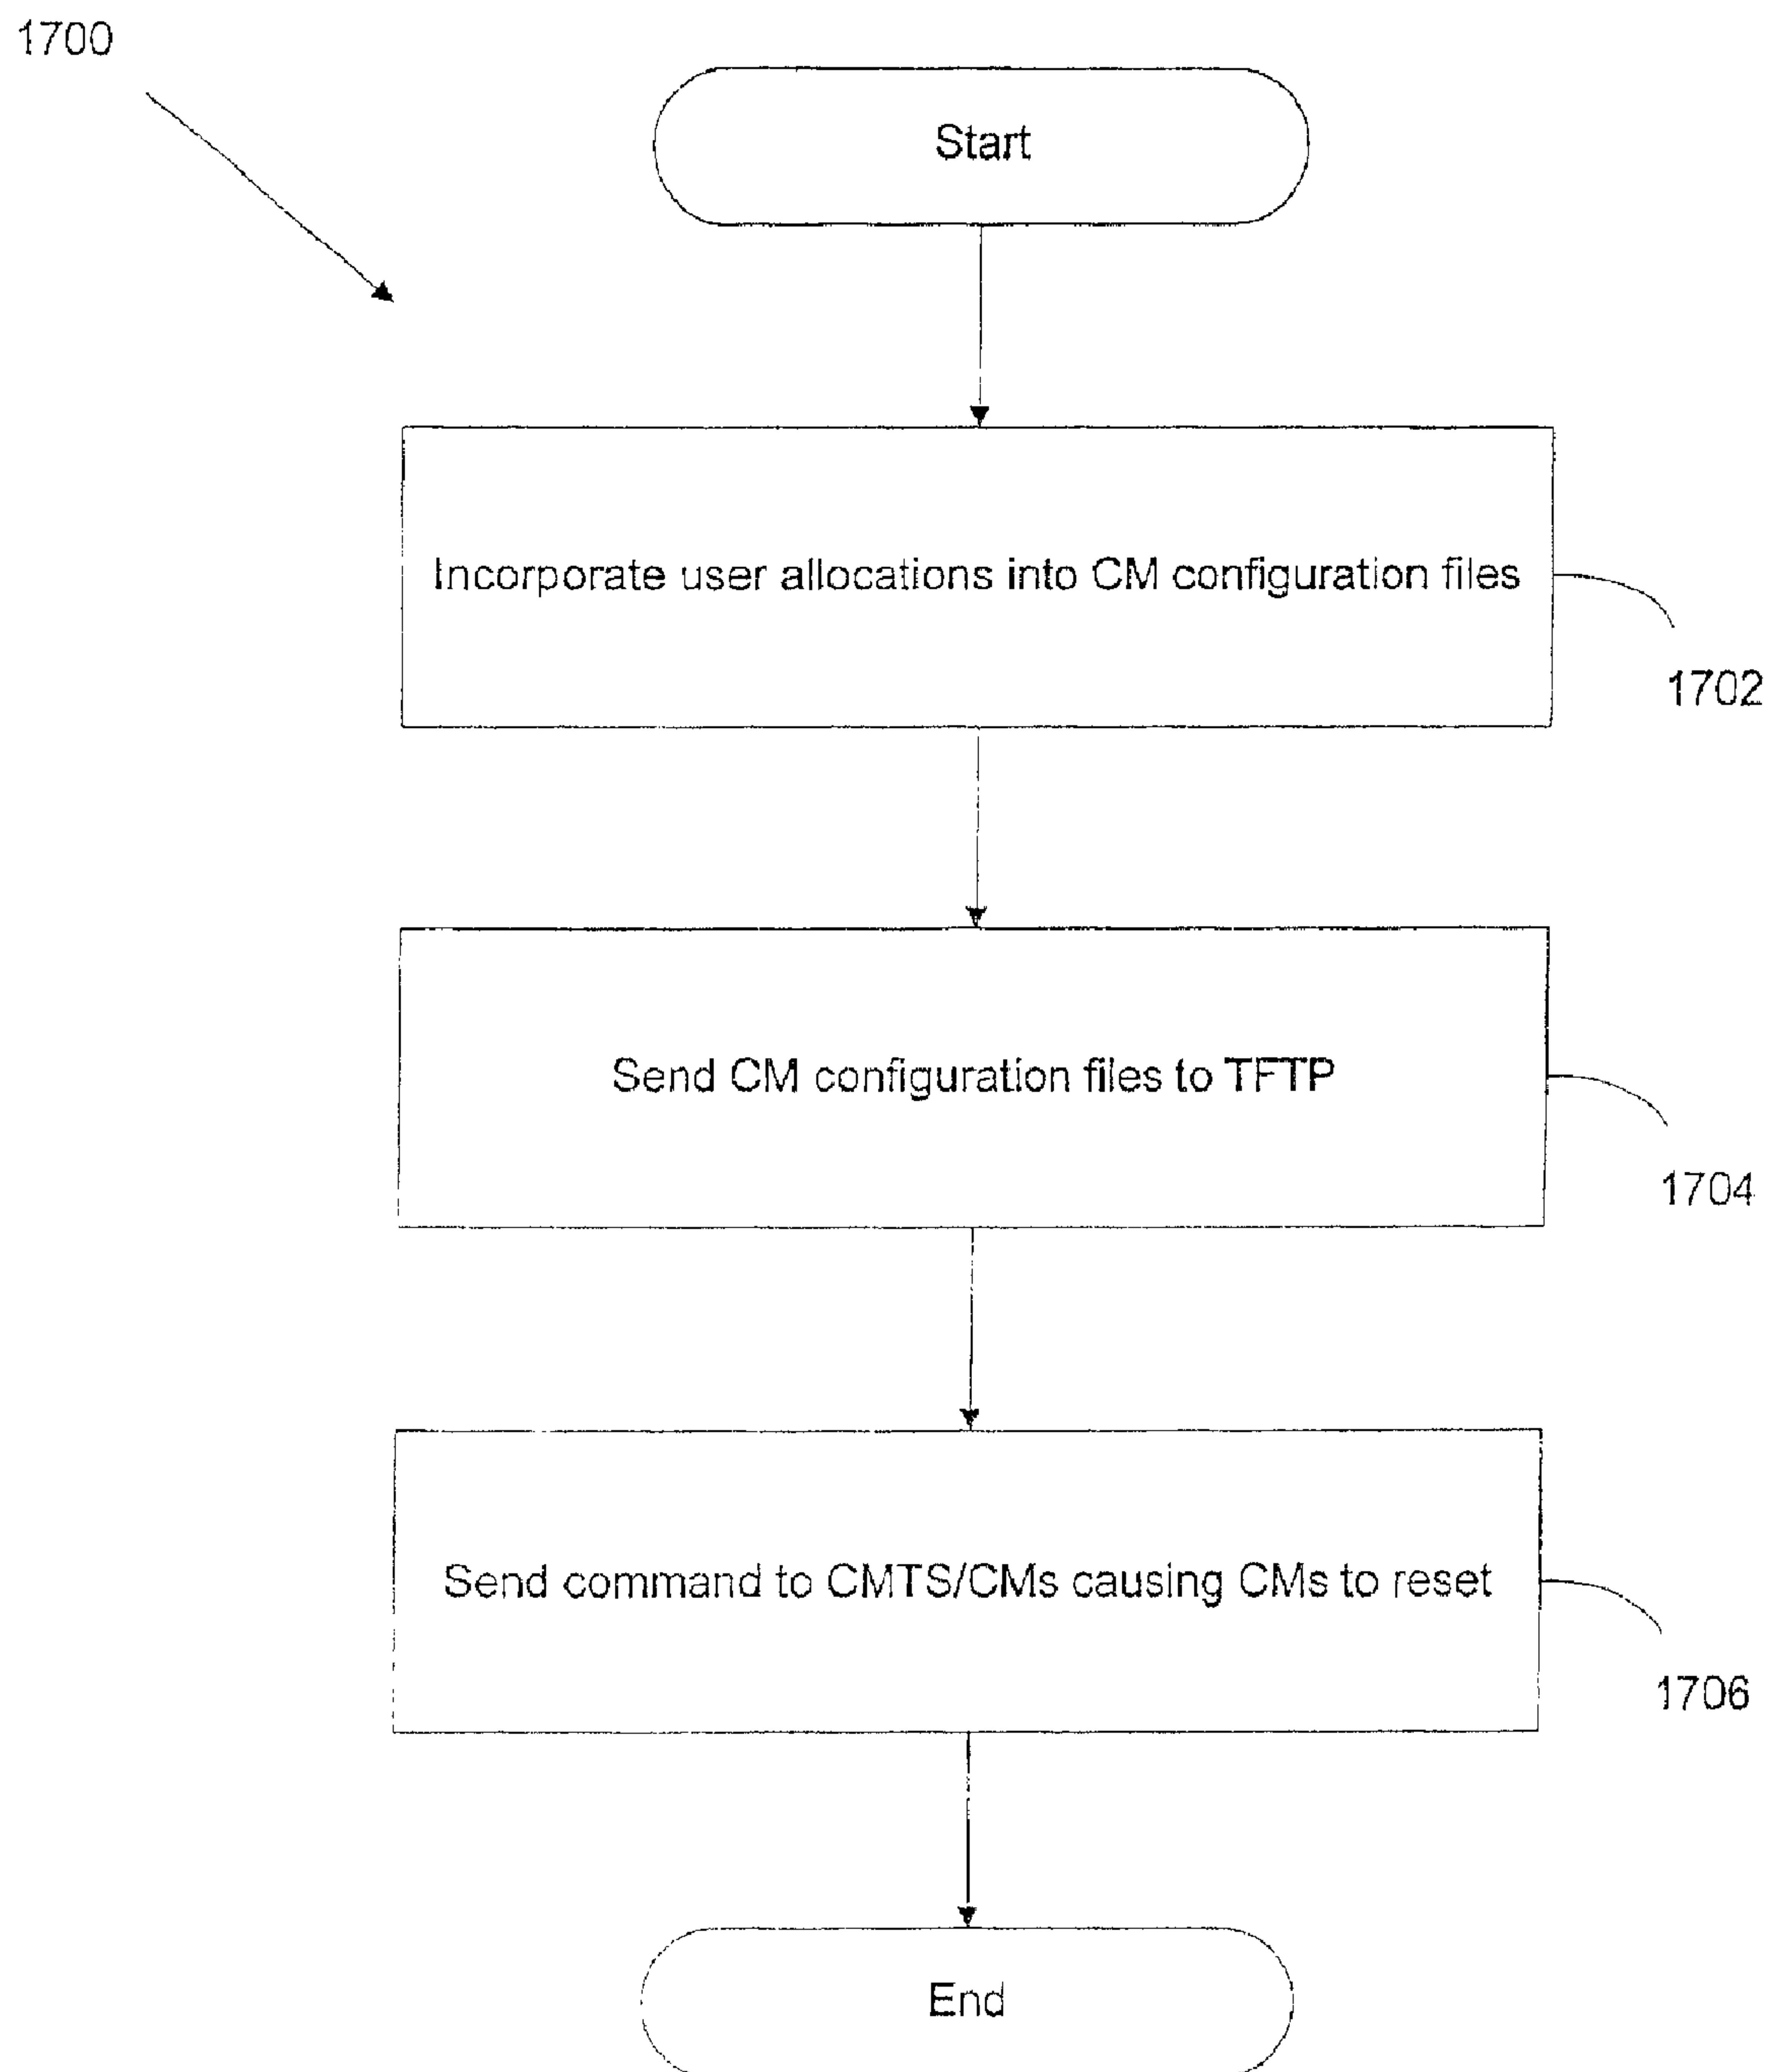 1700
Start
Incorporate user allocations into CM configuration files
1702
Send CM configuration files to TFTP
1704
Send command to CMTS/CMs causing CMs to reset
1706
End